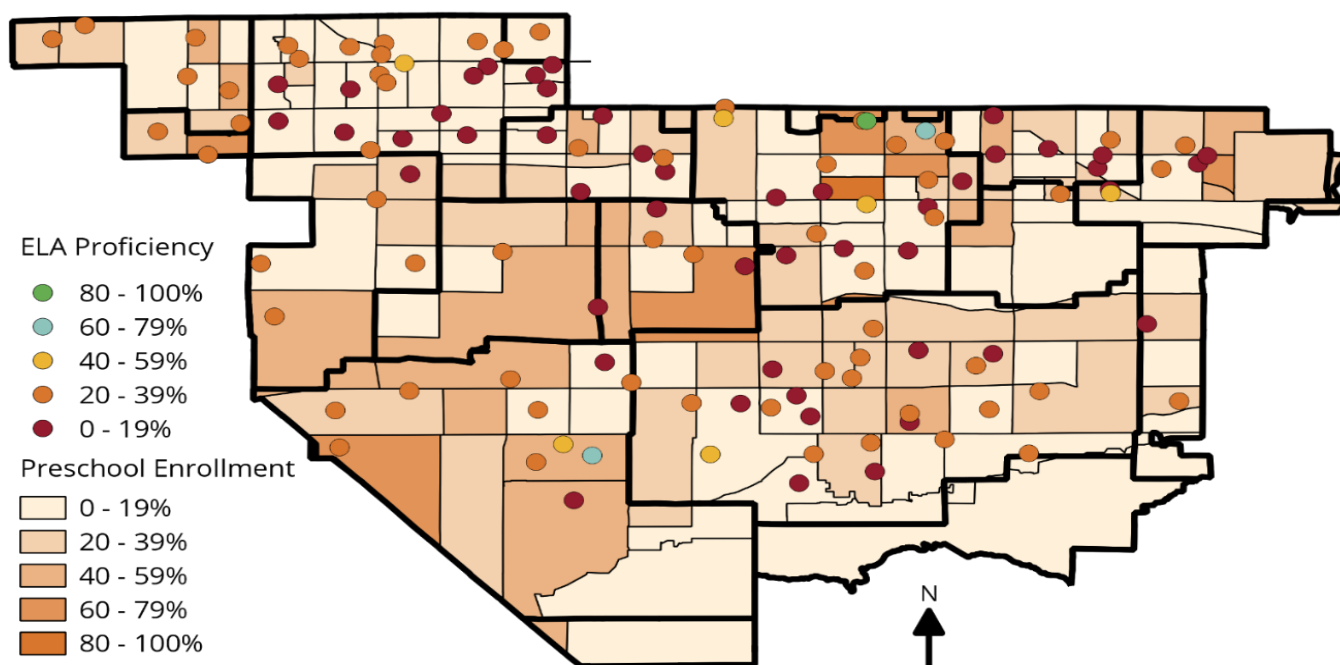 ELA Proficiency
80 - 100%
60 - 79%
40 - 59%
20 - 39%
0 - 19%
Preschool Enrollment
0 - 19%
20 - 39%
40 - 59%
60 - 79%
80 - 100%
N